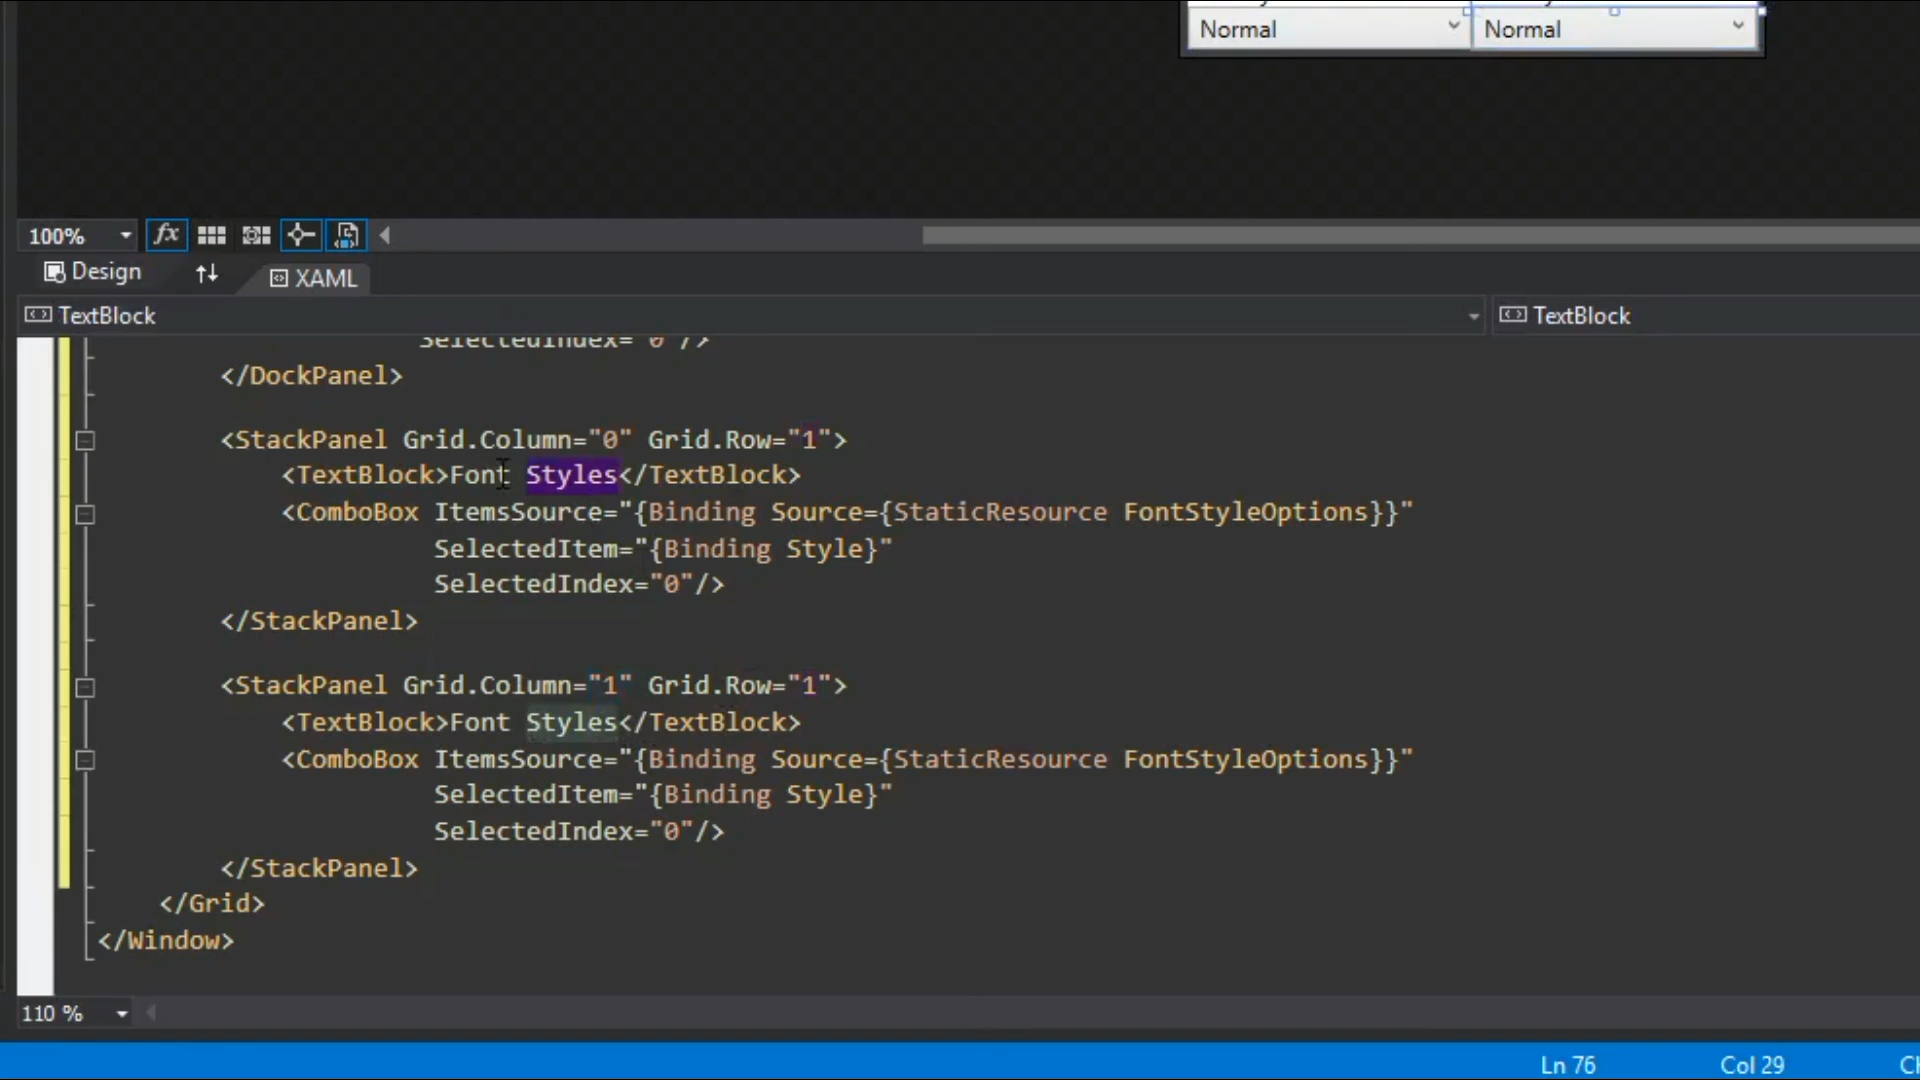 Normal Normal
100% fx
Design XAML
TextBlock TextBlock
SelectedIndex="0"/>
</DockPanel>
<StackPanel Grid.Column="0" Grid.Row="1">
<TextBlock>Font Styles</TextBlock>
<ComboBox ItemsSource="{Binding Source={StaticResource FontStyleOptions}}"
SelectedItem="{Binding Style}"
SelectedIndex="0"/>
</StackPanel>
<StackPanel Grid.Column="1" Grid.Row="1">
<TextBlock>Font Styles</TextBlock>
<ComboBox ItemsSource="{Binding Source={StaticResource FontStyleOptions}}"
SelectedItem="{Binding Style}"
SelectedIndex="0"/>
</StackPanel>
</Grid>
</Window>
110 %
Ln 76 Col 29